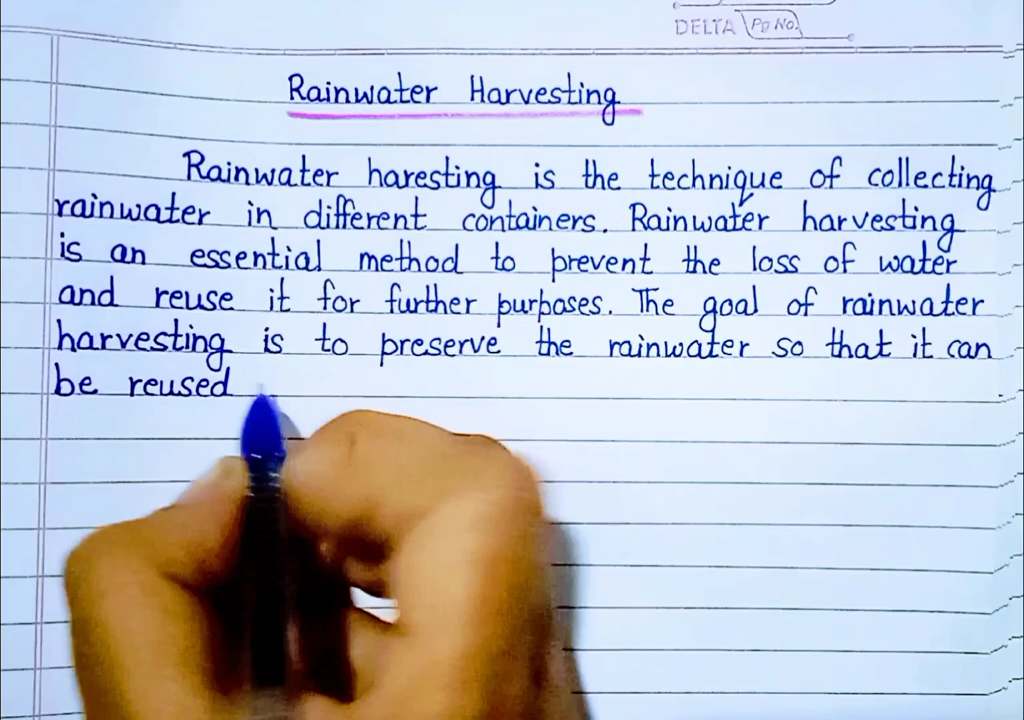 DELTA Pg No.
Rainwater Harvesting
Rainwater haresting is the technique of collecting
rainwater in different containers. Rainwater harvesting
is an essential method to prevent the loss of water
and reuse it for further purposes. The goal of rainwater
harvesting is to preserve the rainwater so that it can
be reused